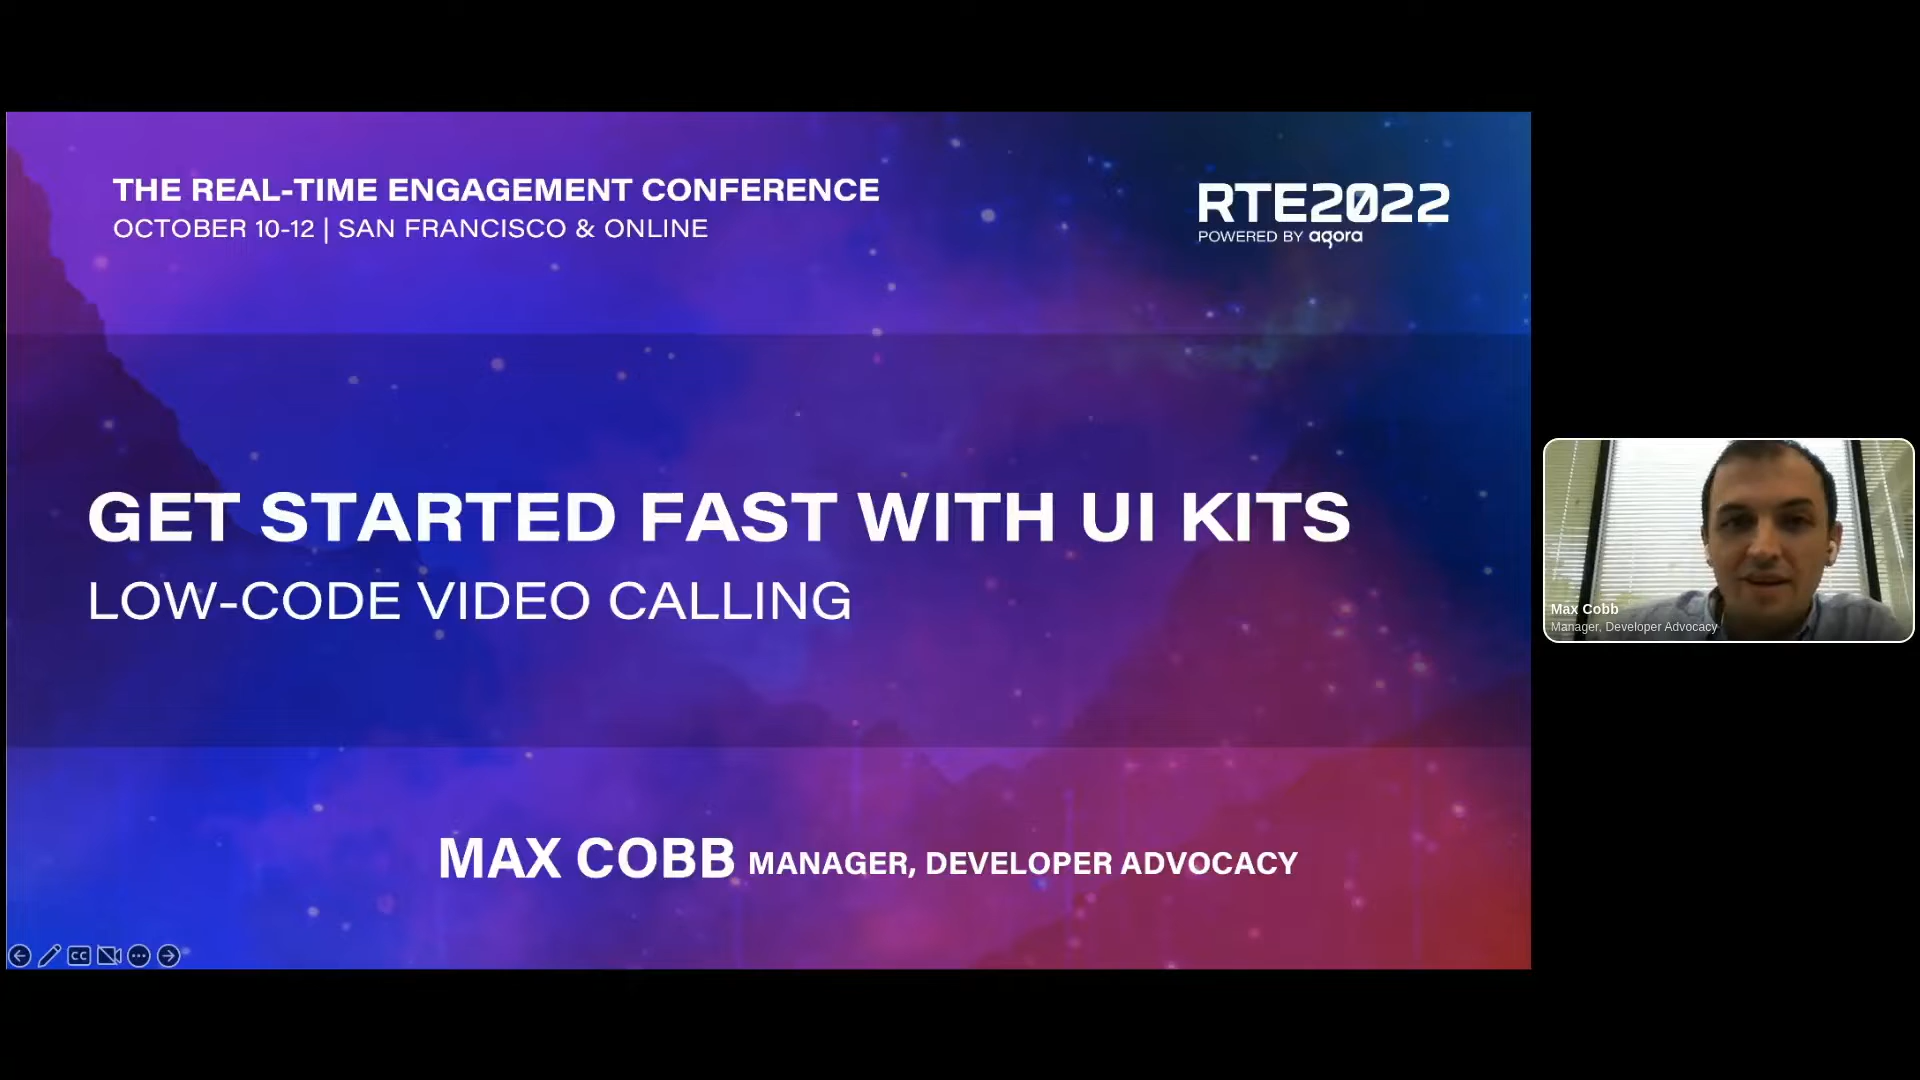 THE REAL-TIME ENGAGEMENT CONFERENCE
OCTOBER 10-12 | SAN FRANCISCO & ONLINE
RTE2022
POWERED BY agora
GET STARTED FAST WITH UI KITS
LOW-CODE VIDEO CALLING
MAX COBB MANAGER, DEVELOPER ADVOCACY
CC
Max Cobb
Manager, Developer Advocacy